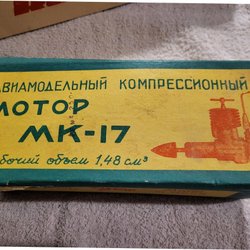 АВИАМОДЕЛЬНЫЙ КОМПРЕССИОННЫЙ
МОТОР
МК-17
объем 1,48 см³